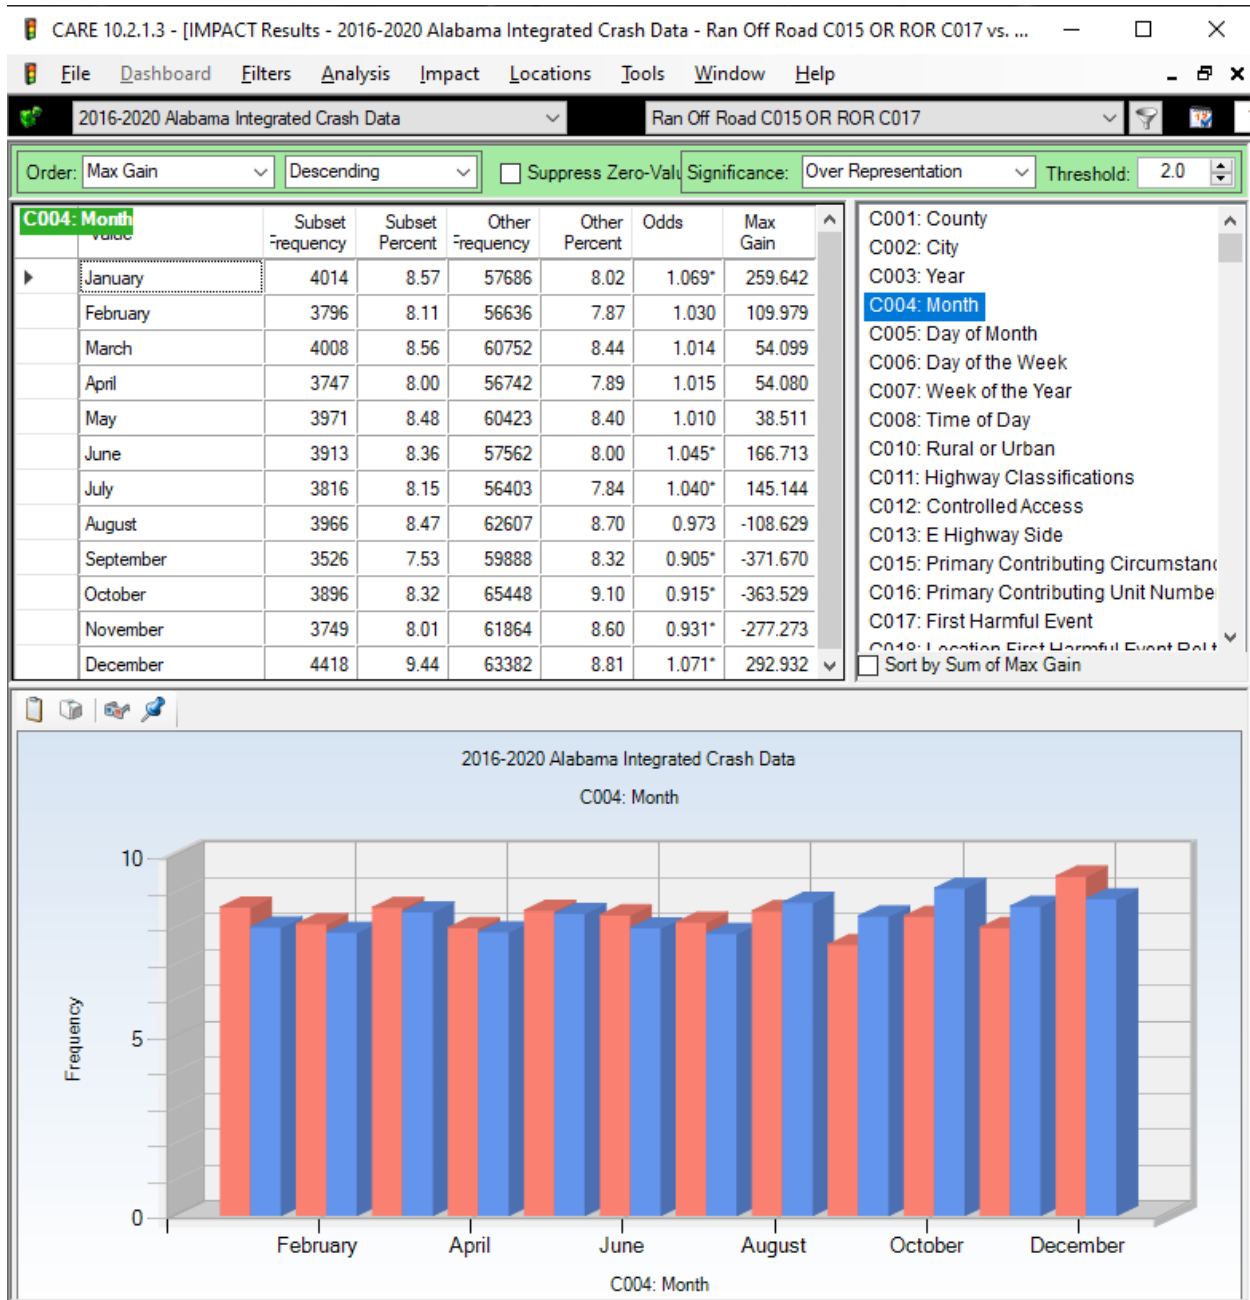 CARE 10.2.1.3 - [IMPACT Results - 2016-2020 Alabama Integrated Crash Data - Ran Off Road C015 OR ROR C017 vs. ...
File Dashboard Filters Analysis Impact Locations Tools Window Help
2016-2020 Alabama Integrated Crash Data Ran Off Road C015 OR ROR C017
Order: Max Gain Descending Suppress Zero-Valu Significance: Over Representation Threshold: 2.0
C004: Month
Subset Frequency Subset Percent Other Frequency Other Percent Odds Max Gain
January 4014 8.57 57686 8.02 1.069* 259.642
February 3796 8.11 56636 7.87 1.030 109.979
March 4008 8.56 60752 8.44 1.014 54.099
April 3747 8.00 56742 7.89 1.015 54.080
May 3971 8.48 60423 8.40 1.010 38.511
June 3913 8.36 57562 8.00 1.045* 166.713
July 3816 8.15 56403 7.84 1.040* 145.144
August 3966 8.47 62607 8.70 0.973 -108.629
September 3526 7.53 59888 8.32 0.905* -371.670
October 3896 8.32 65448 9.10 0.915* -363.529
November 3749 8.01 61864 8.60 0.931* -277.273
December 4418 9.44 63382 8.81 1.071* 292.932
C001: County
C002: City
C003: Year
C004: Month
C005: Day of Month
C006: Day of the Week
C007: Week of the Year
C008: Time of Day
C010: Rural or Urban
C011: Highway Classifications
C012: Controlled Access
C013: E Highway Side
C015: Primary Contributing Circumstanc
C016: Primary Contributing Unit Number
C017: First Harmful Event
C018: Location First Harmful Event Rel t
Sort by Sum of Max Gain
2016-2020 Alabama Integrated Crash Data
C004: Month
Frequency
10
5
0
February April June August October December
C004: Month